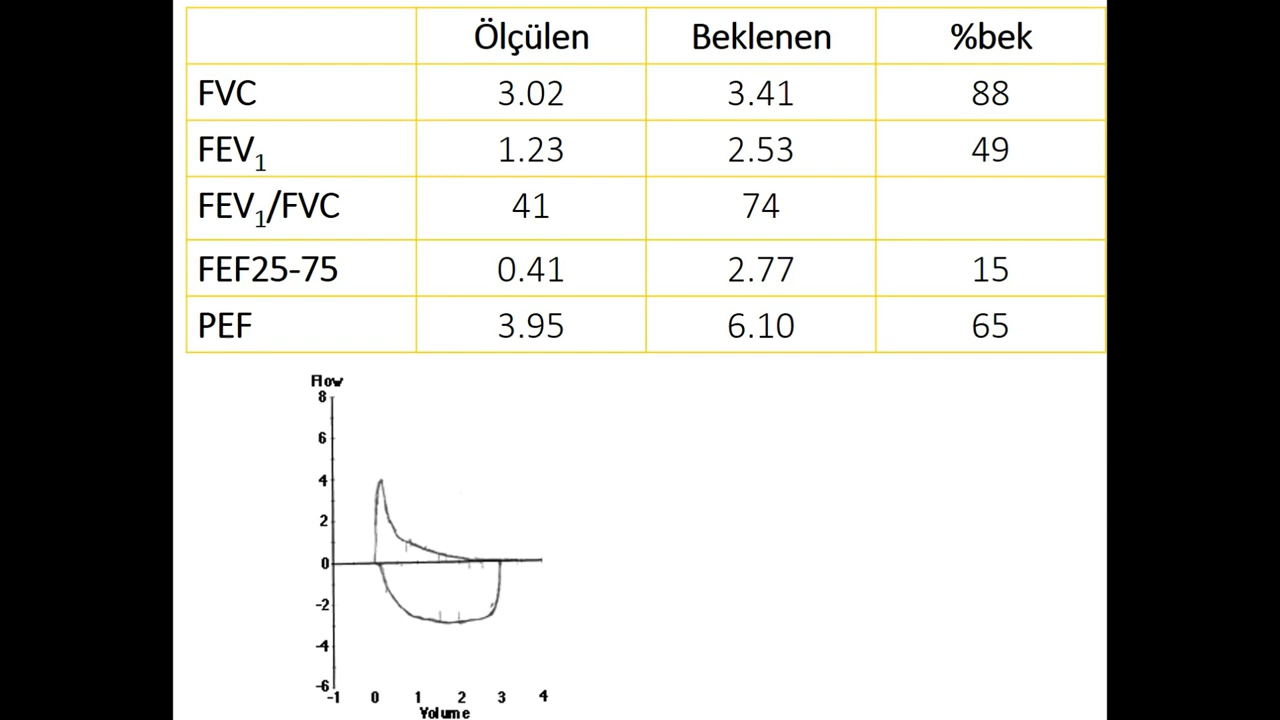 Ölçülen Beklenen %bek
FVC 3.02 3.41 88
FEV1 1.23 2.53 49
FEV1/FVC 41 74
FEF25-75 0.41 2.77 15
PEF 3.95 6.10 65
Flow
8
6
4
2
0
-2
-4
-6
-1 0 1 2 3 4
Volume